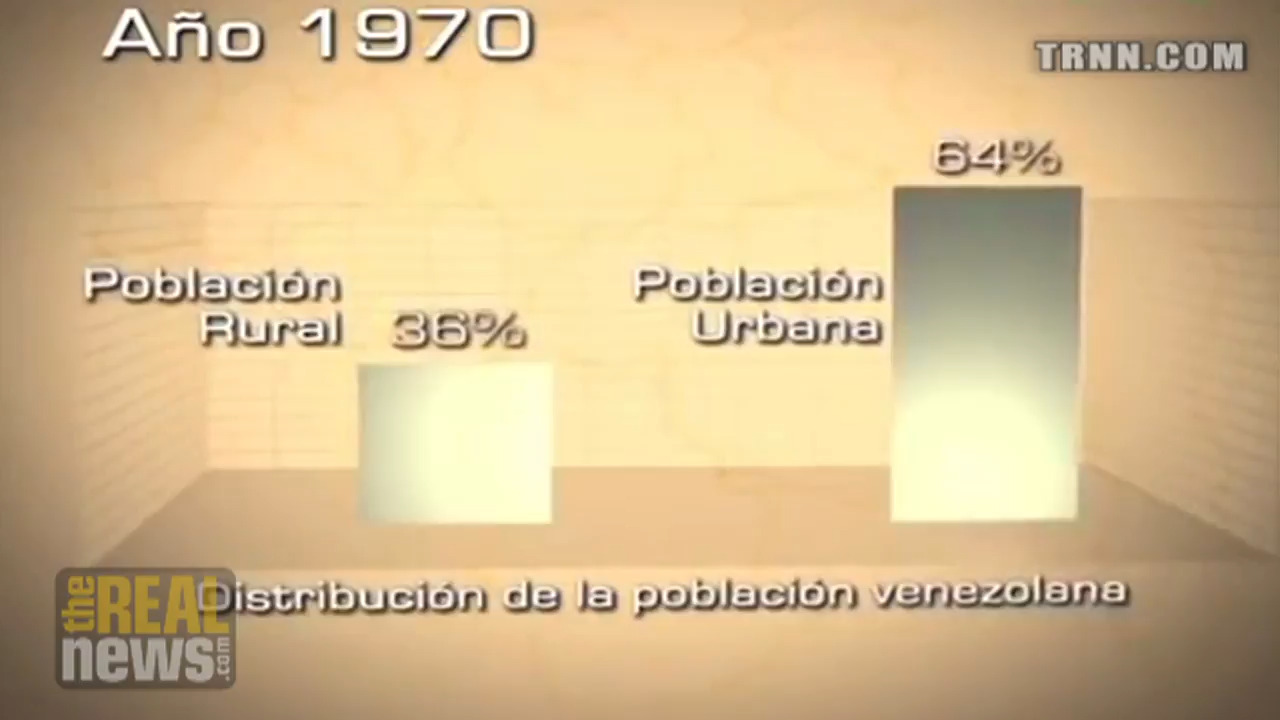 Año 1970
TRNN.COM
64%
Población
Rural
36%
Población
Urbana
Distribución de la población venezolana
the REAL
news.com